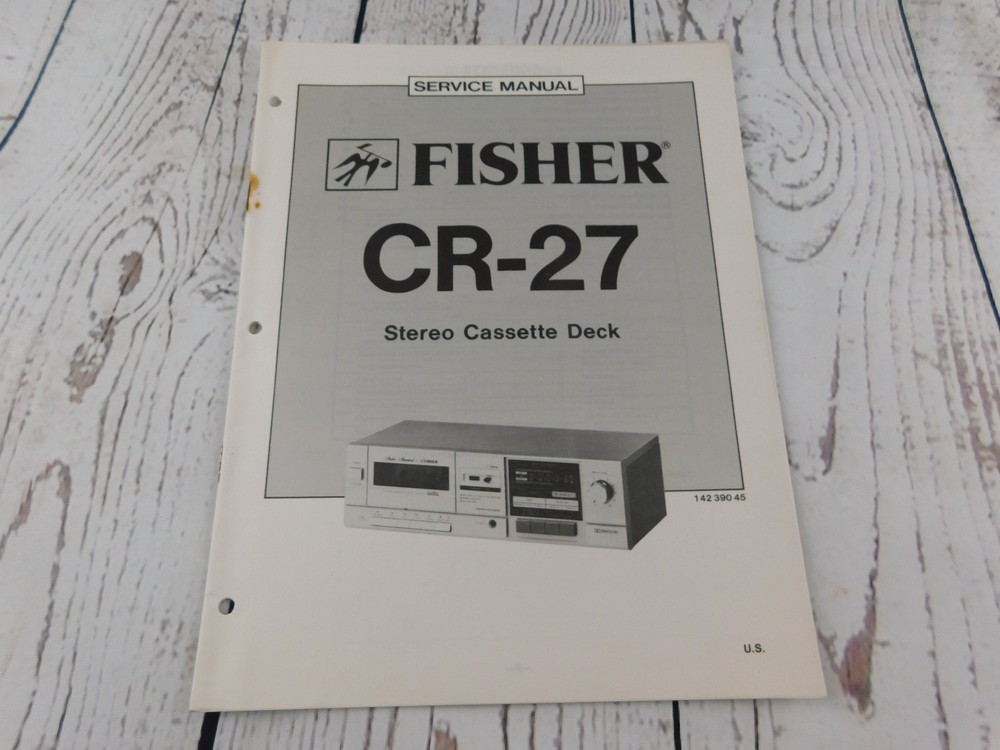 SERVICE MANUAL
FISHER®
CR-27
Stereo Cassette Deck
142 390 45
U.S.